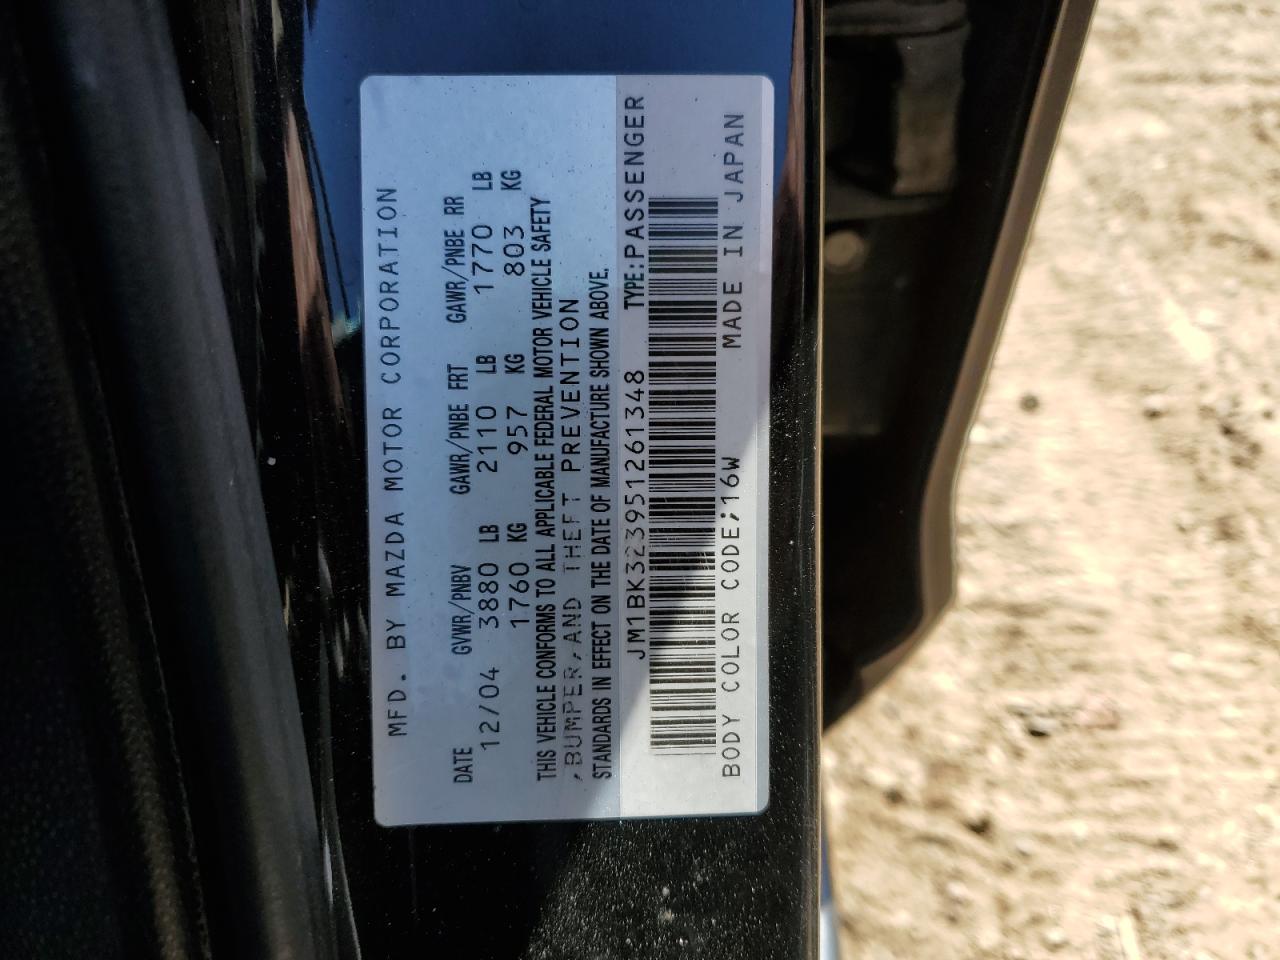 MFD. BY MAZDA MOTOR CORPORATION
DATE GVWR/PNBV GAWR/PNBE FRT GAWR/PNBE RR
12/04 3880 LB 2110 LB 1770 LB
1760 KG 957 KG 803 KG
THIS VEHICLE CONFORMS TO ALL APPLICABLE FEDERAL MOTOR VEHICLE SAFETY
,BUMPER,AND THEFT PREVENTION
STANDARDS IN EFFECT ON THE DATE OF MANUFACTURE SHOWN ABOVE.
JM1BK323951261348 TYPE:PASSENGER
BODY COLOR CODE;16W MADE IN JAPAN